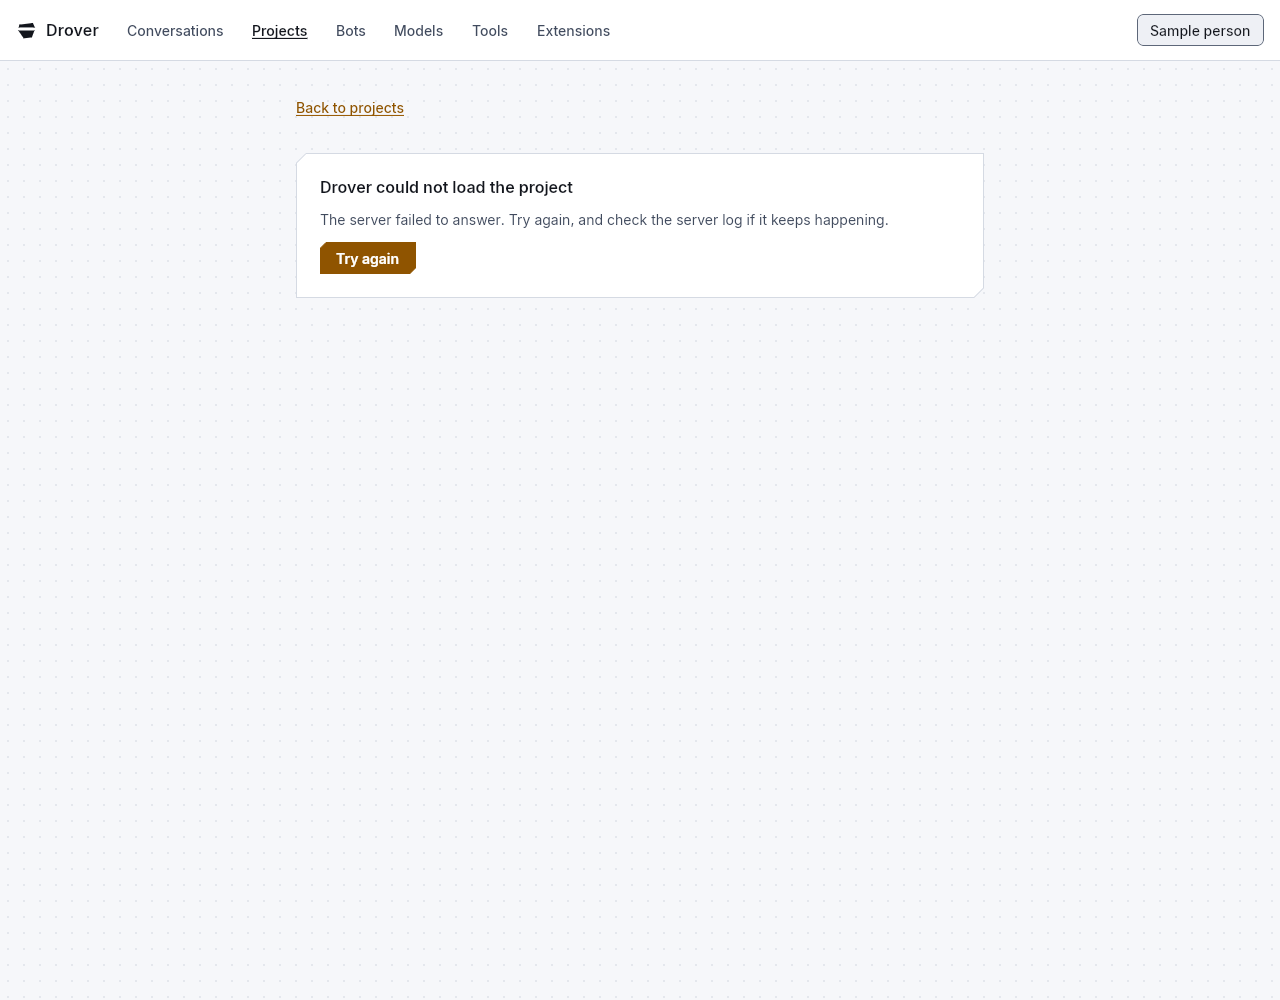 Drover
Conversations
Projects
Bots
Models
Tools
Extensions
Sample person
Back to projects
Drover could not load the project
The server failed to answer. Try again, and check the server log if it keeps happening.
Try again